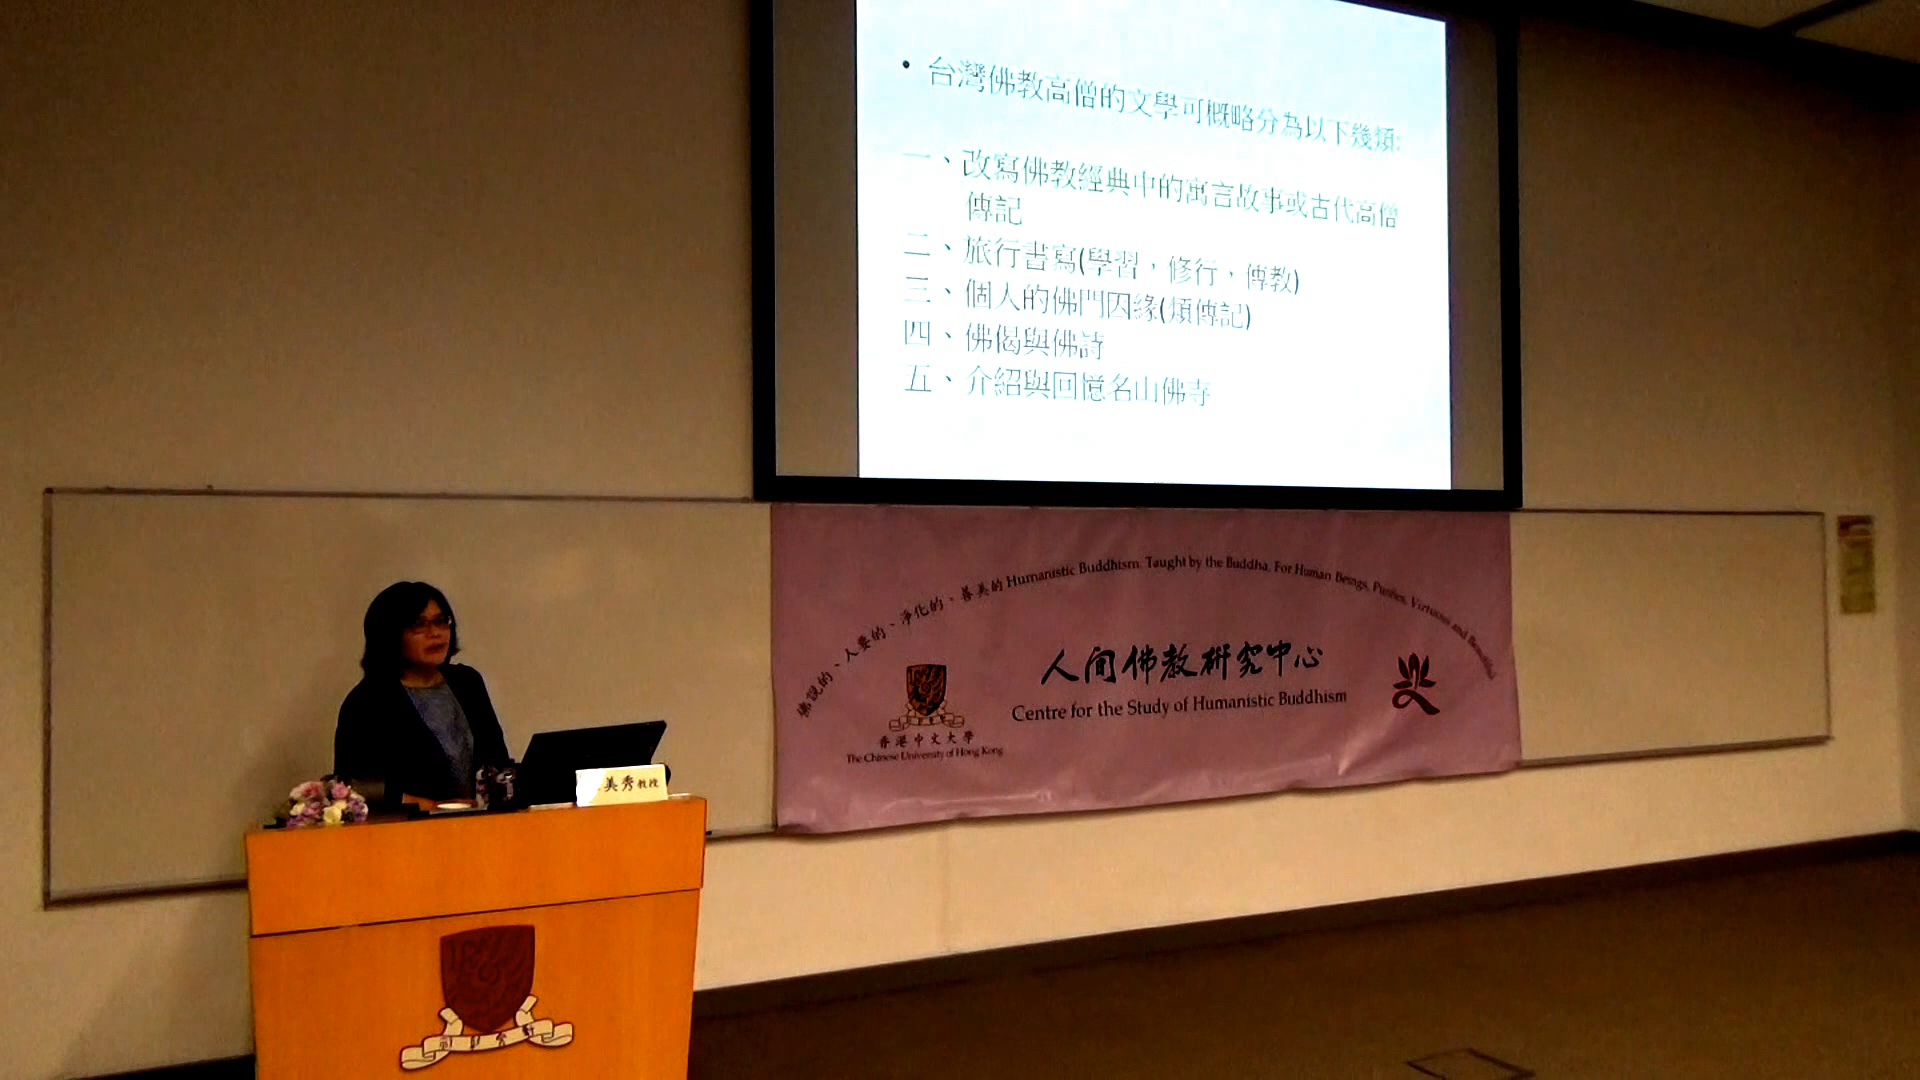 • 台灣佛教高僧的文學可概略分為以下幾類:
一、改寫佛教經典中的寓言故事或古代高僧
傳記
二、旅行書寫(學習，修行，傳教)
三、個人的佛門因緣(類傳記)
四、佛偈與佛詩
五、介紹與回憶名山佛寺
佛說的、人要的、淨化的、善美的 Humanistic Buddhism: Taught by the Buddha, For Human Beings, Purifies, Virtuous and Beautiful
人間佛教研究中心
Centre for the Study of Humanistic Buddhism
香港中文大學
The Chinese University of Hong Kong
美秀教授